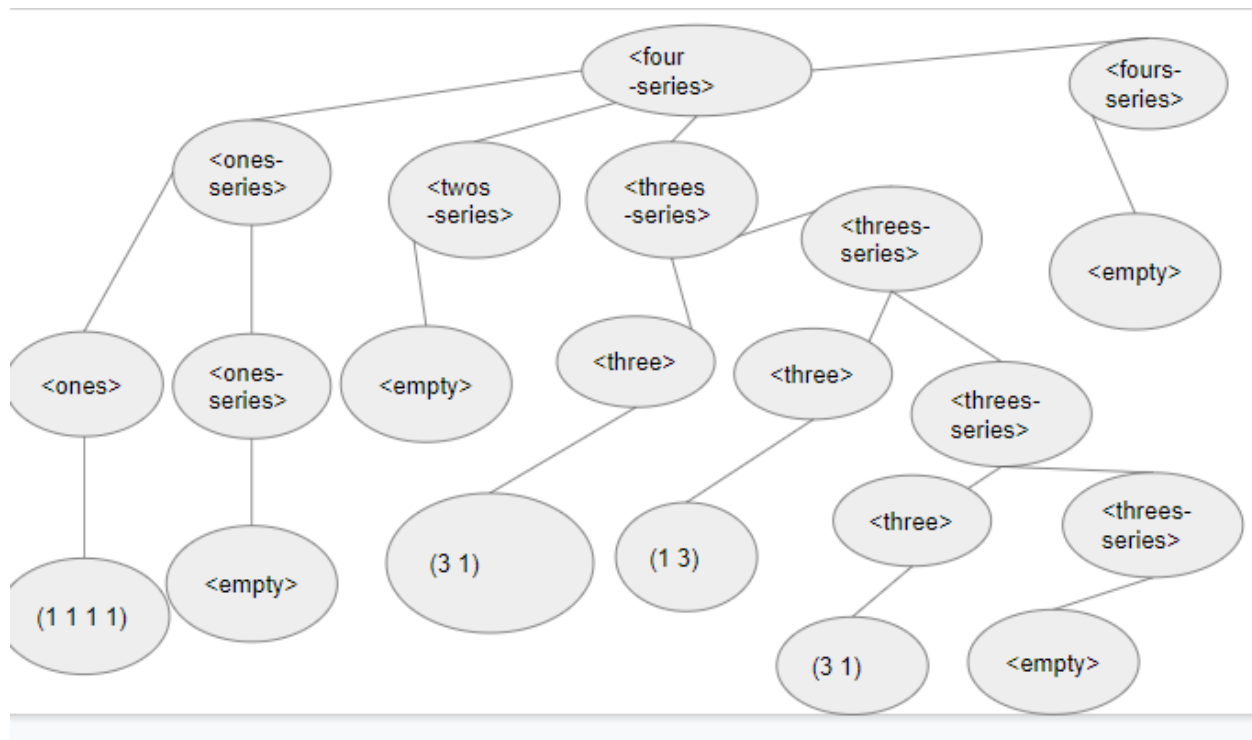 <four
-series>
<fours-
series>
<ones-
series>
<twos
-series>
<threes
-series>
<threes-
series>
<empty>
<ones>
<ones-
series>
<empty>
<three>
<three>
<threes-
series>
<three>
<threes-
series>
(3 1)
(1 3)
<empty>
(1 1 1 1)
(3 1)
<empty>